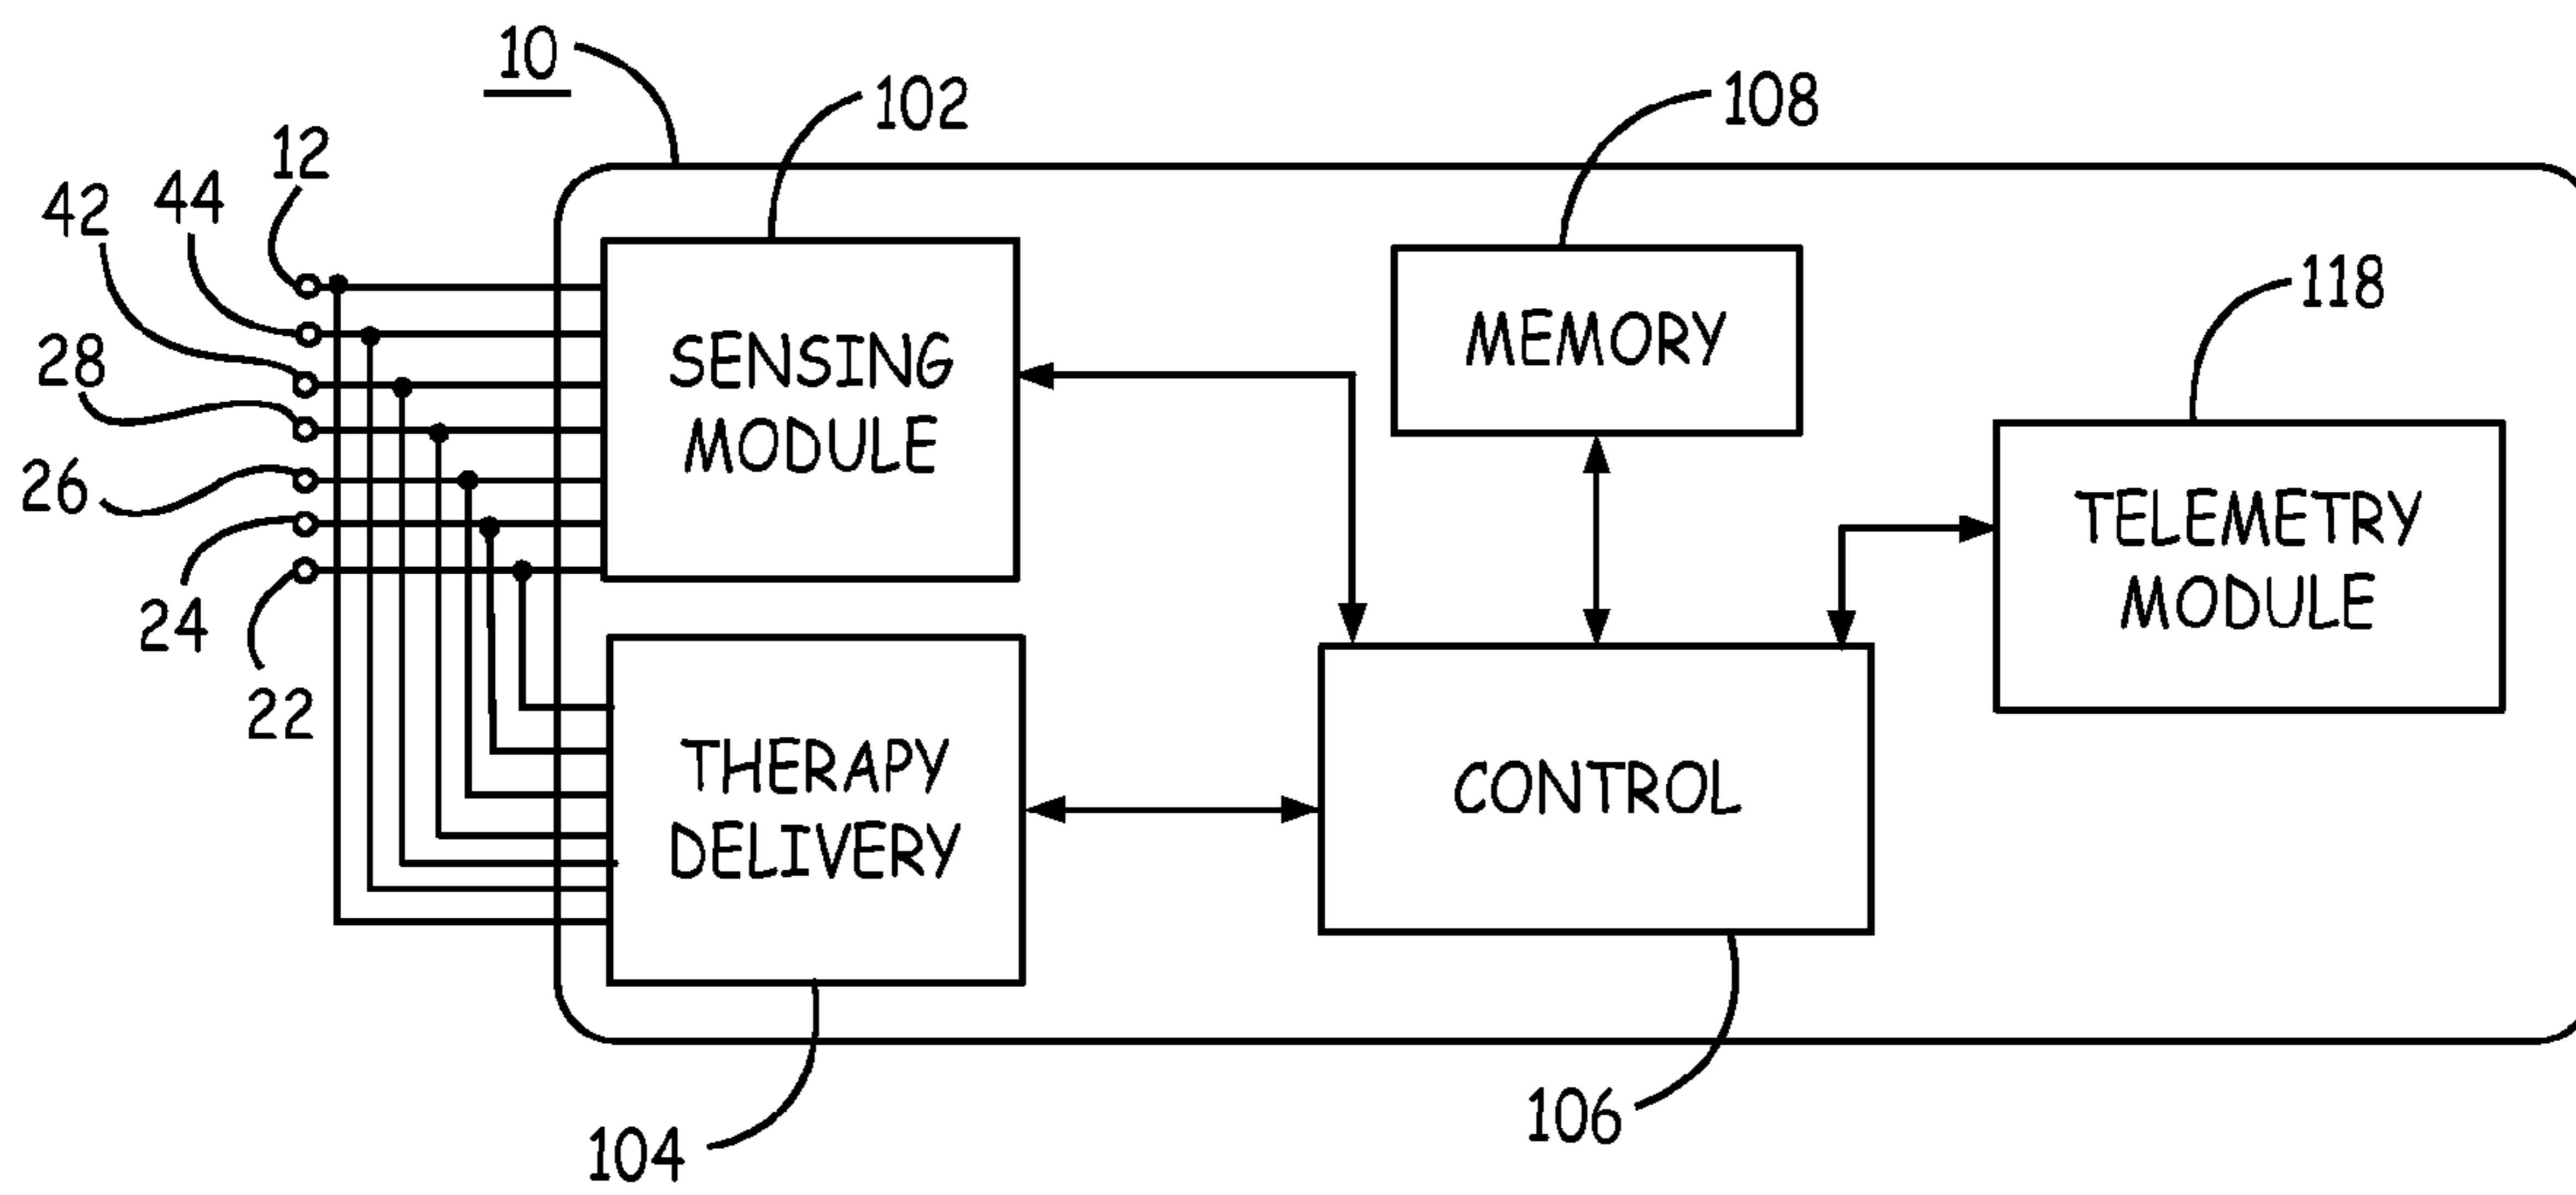 10
102
108
12
44
42
118
28
26
24
22
SENSING
MODULE
MEMORY
TELEMETRY
MODULE
THERAPY
DELIVERY
CONTROL
104
106